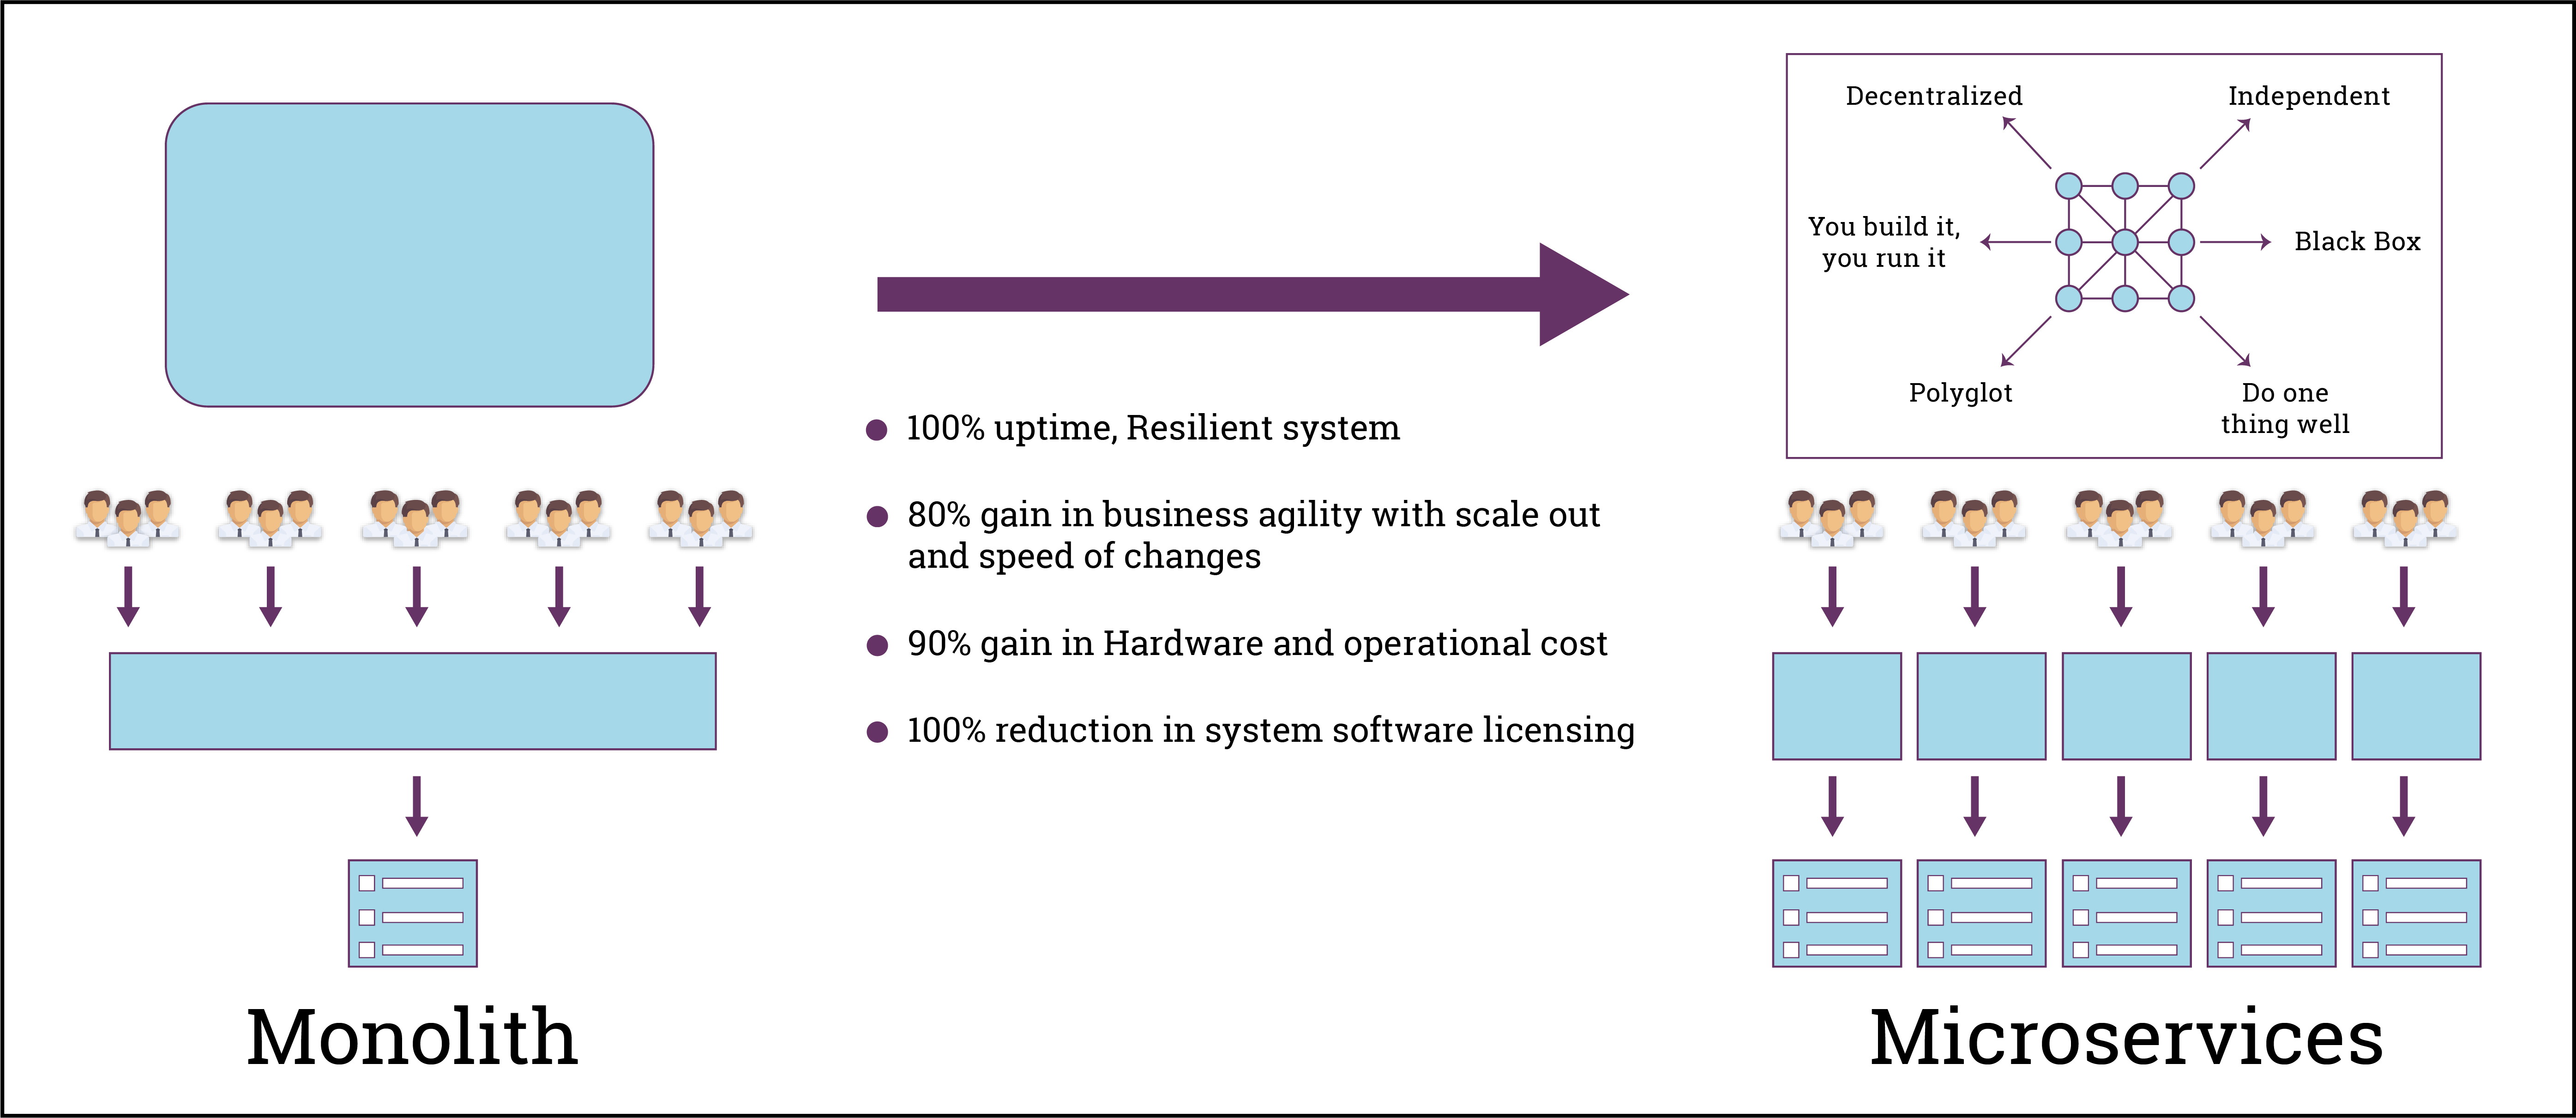 Decentralized
Independent
You build it,
you run it
Black Box
Polyglot
Do one
thing well
100% uptime, Resilient system
80% gain in business agility with scale out
and speed of changes
90% gain in Hardware and operational cost
100% reduction in system software licensing
Monolith
Microservices